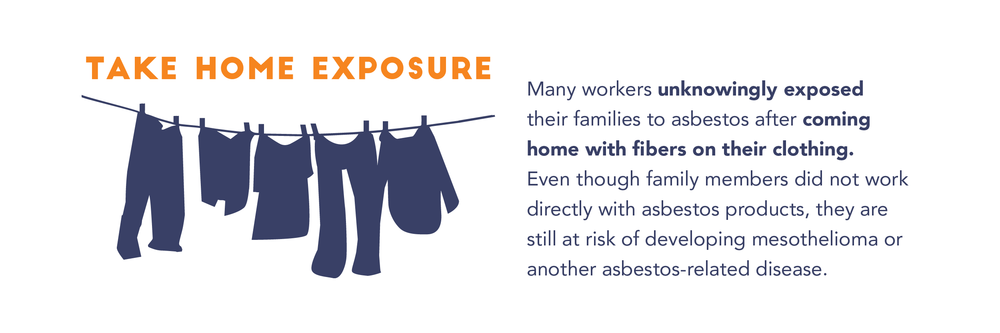 TAKE HOME EXPOSURE
Many workers unknowingly exposed
their families to asbestos after coming
home with fibers on their clothing.
Even though family members did not work
directly with asbestos products, they are
still at risk of developing mesothelioma or
another asbestos-related disease.